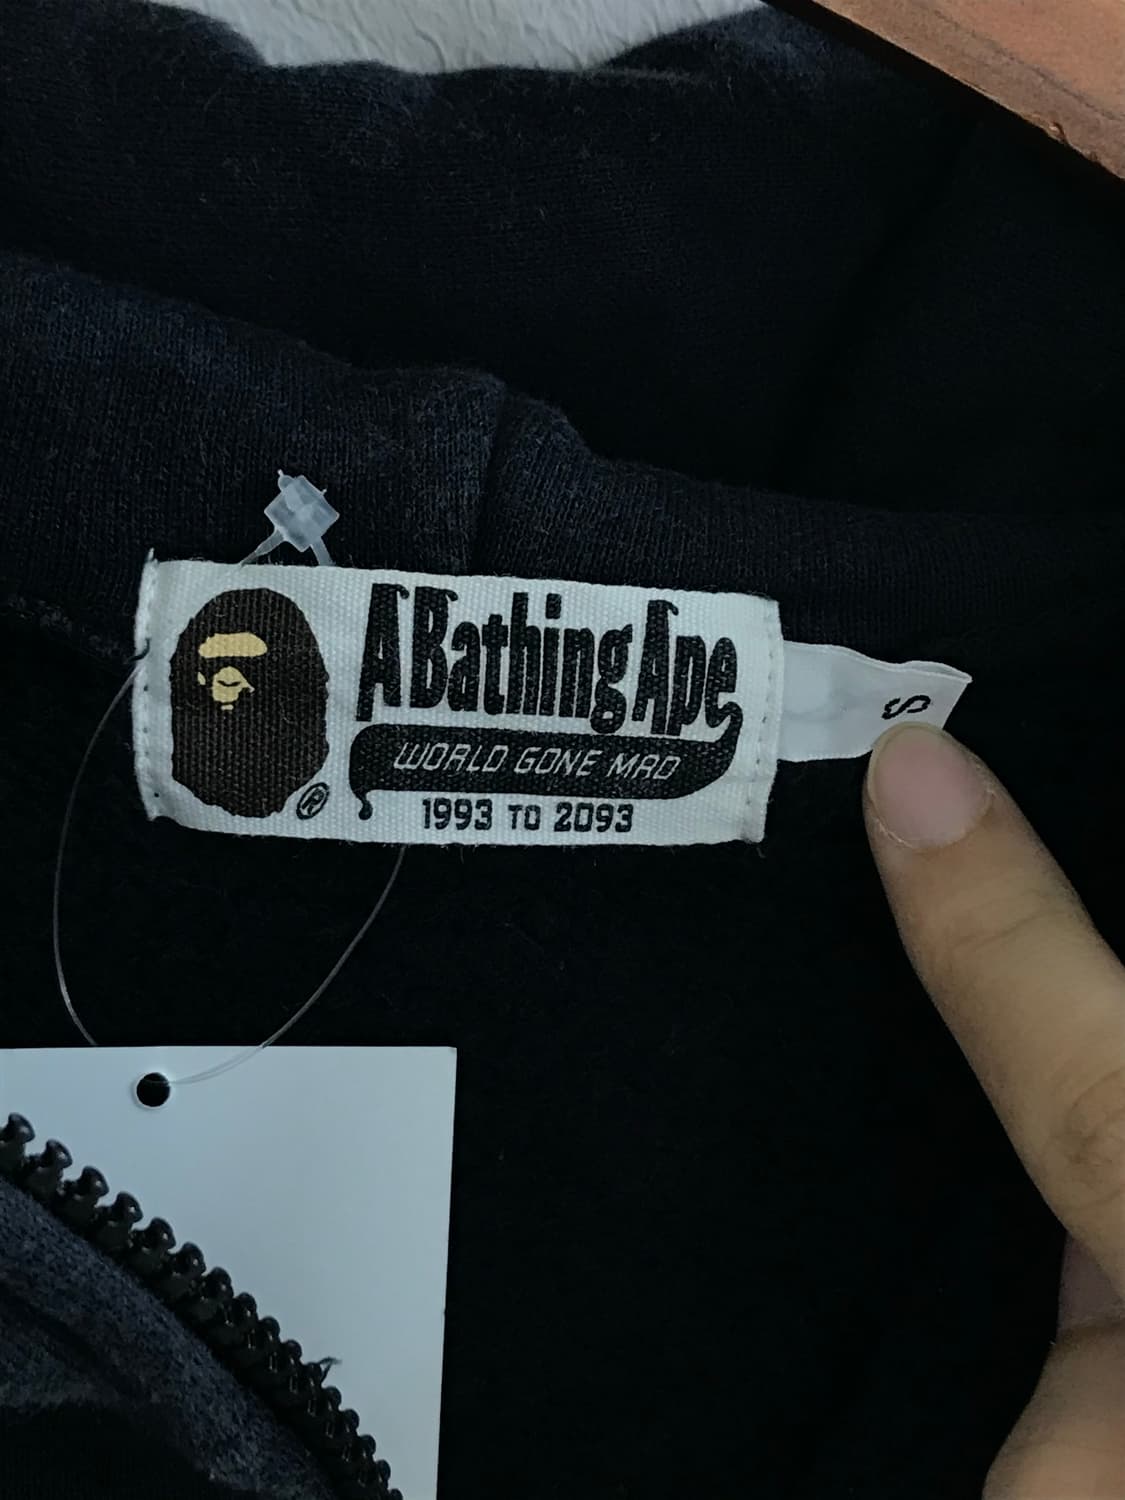 A Bathing Ape
WORLD GONE MAD
1993 TO 2093
®
S